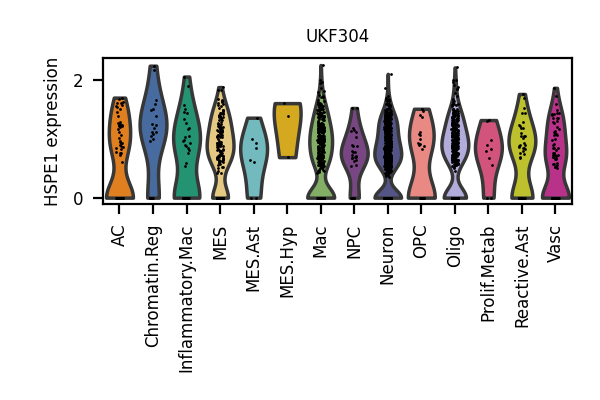 UKF304
HSPE1 expression
2
0
AC
Chromatin.Reg
Inflammatory.Mac
MES
MES.Ast
MES.Hyp
Mac
NPC
Neuron
OPC
Oligo
Prolif.Metab
Reactive.Ast
Vasc